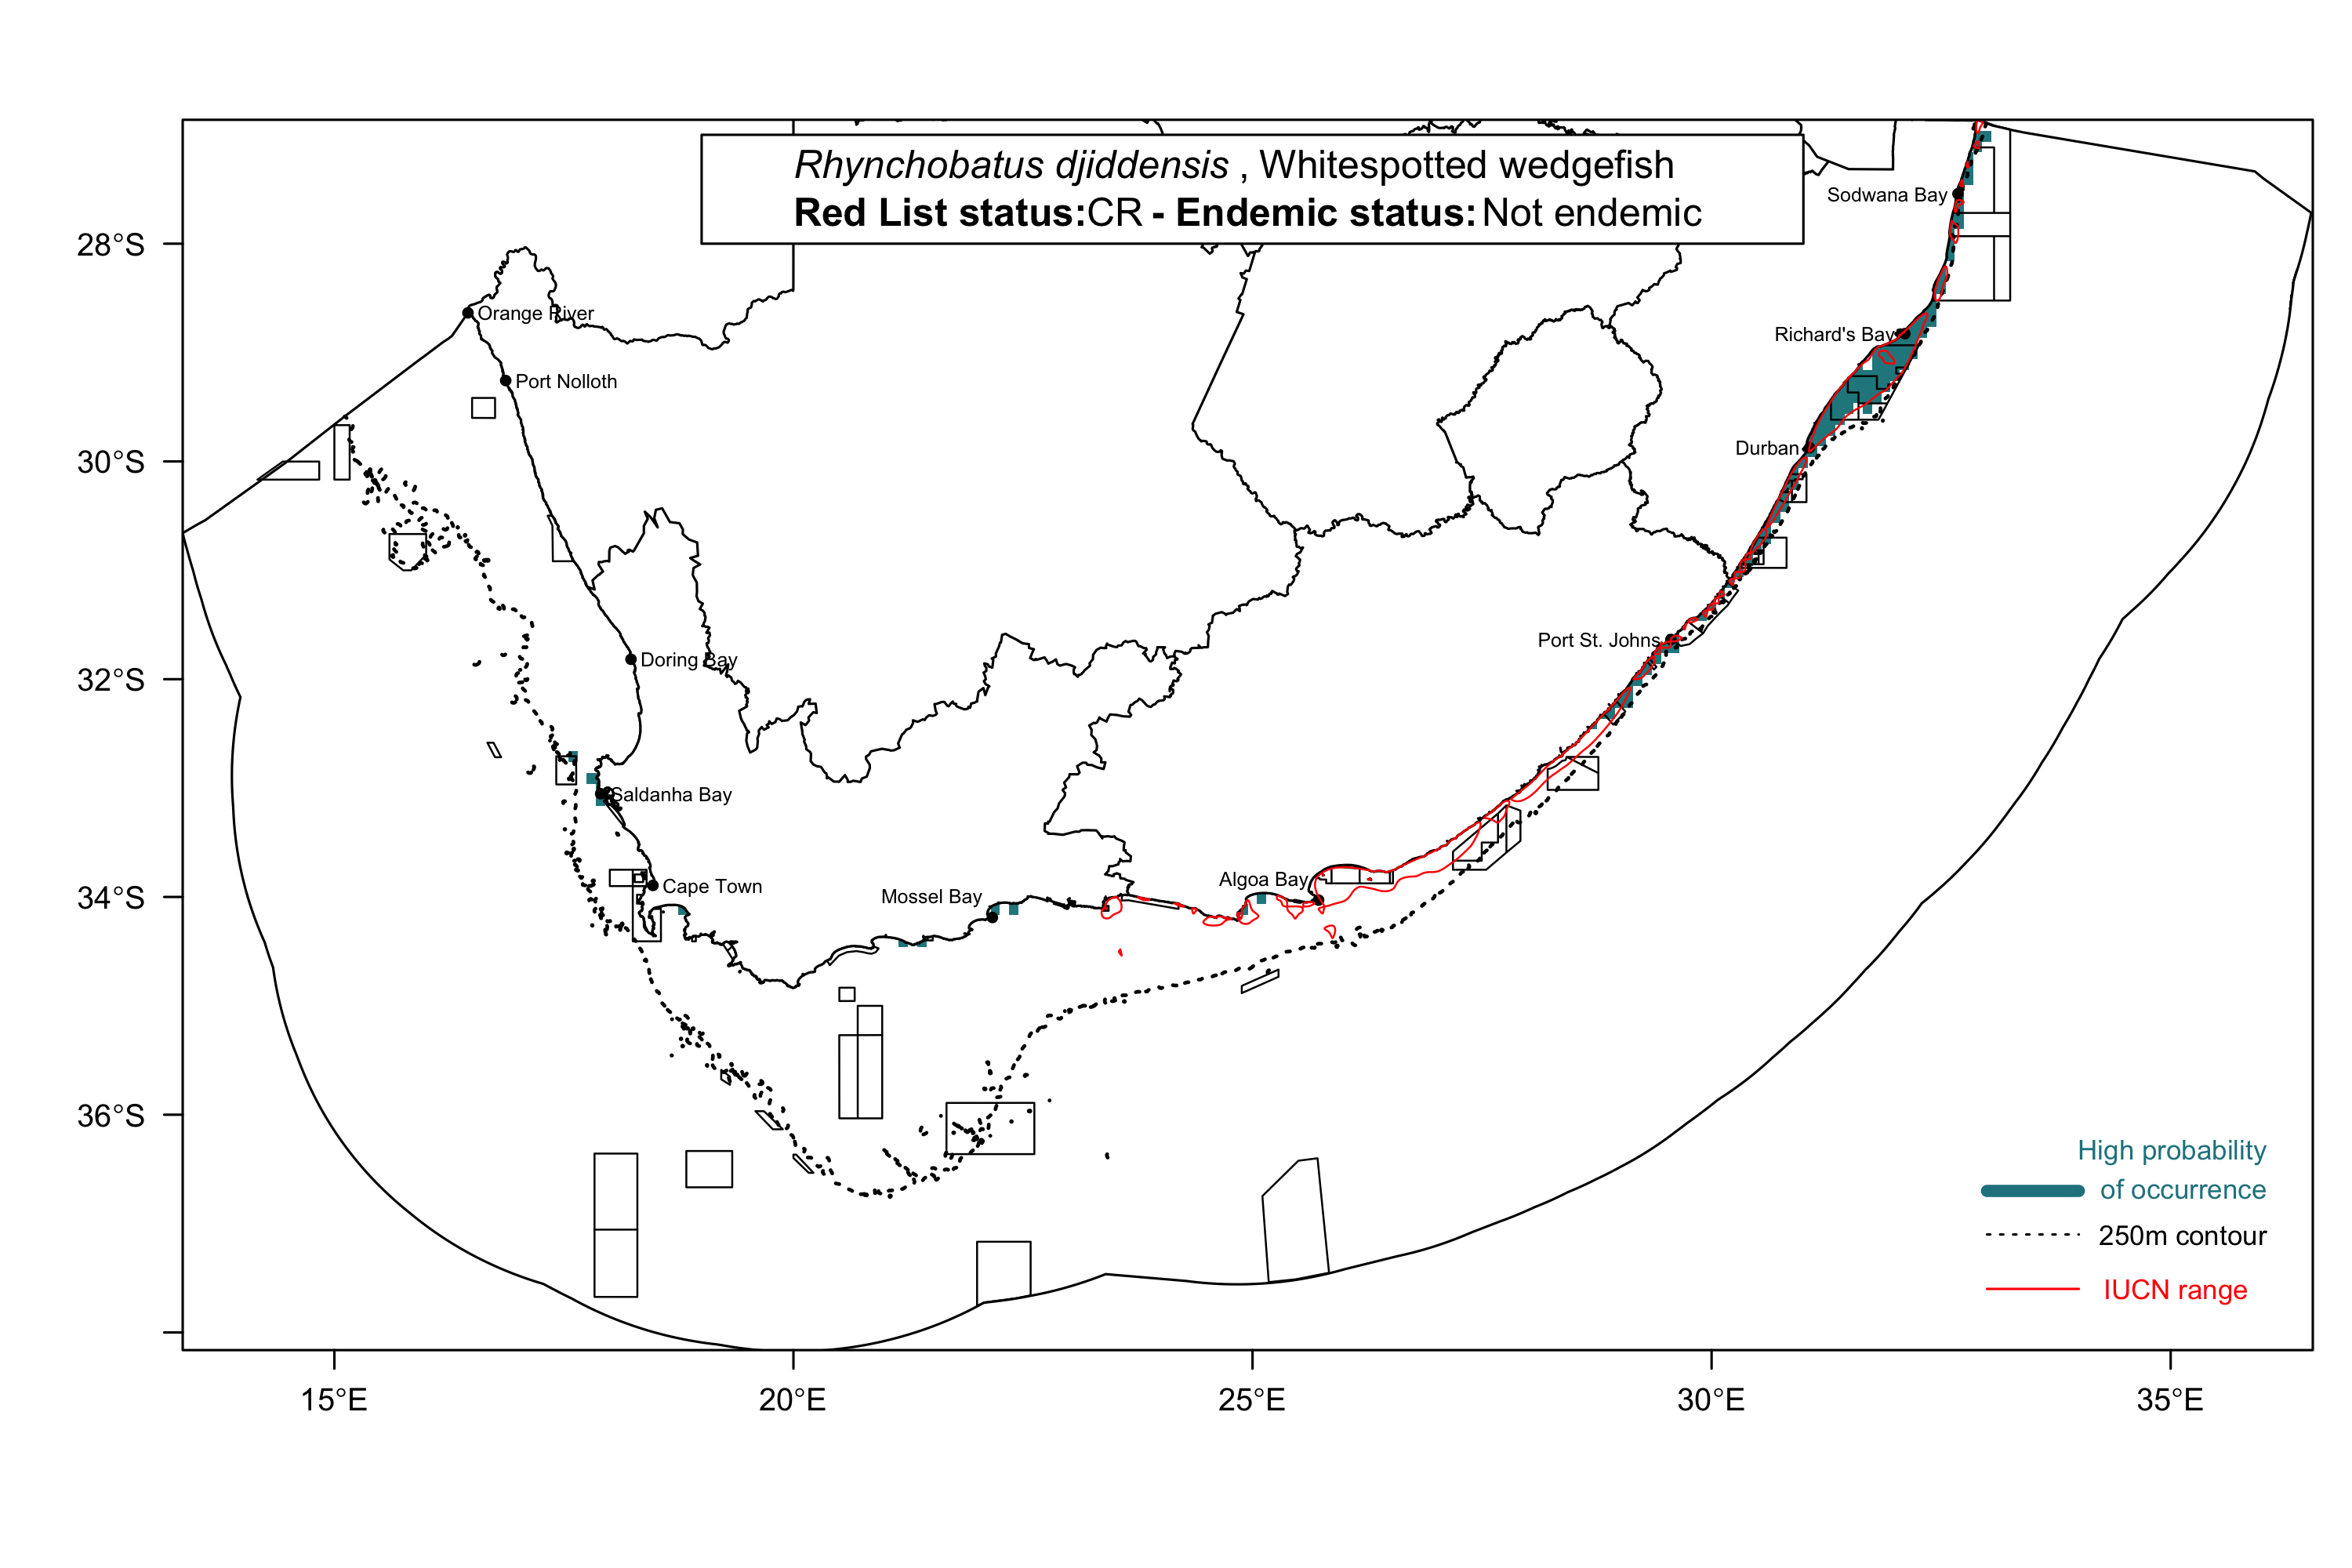 Rhynchobatus djiddensis , Whitespotted wedgefish
Red List status:CR - Endemic status: Not endemic
Sodwana Bay
28°S
Orange River
Richard's Bay
Port Nolloth
Durban
30°S
Port St. Johns
Doring Bay
32°S
Saldanha Bay
Algoa Bay
Cape Town
Mossel Bay
34°S
36°S
High probability
of occurrence
250m contour
IUCN range
15°E
20°E
25°E
30°E
35°E